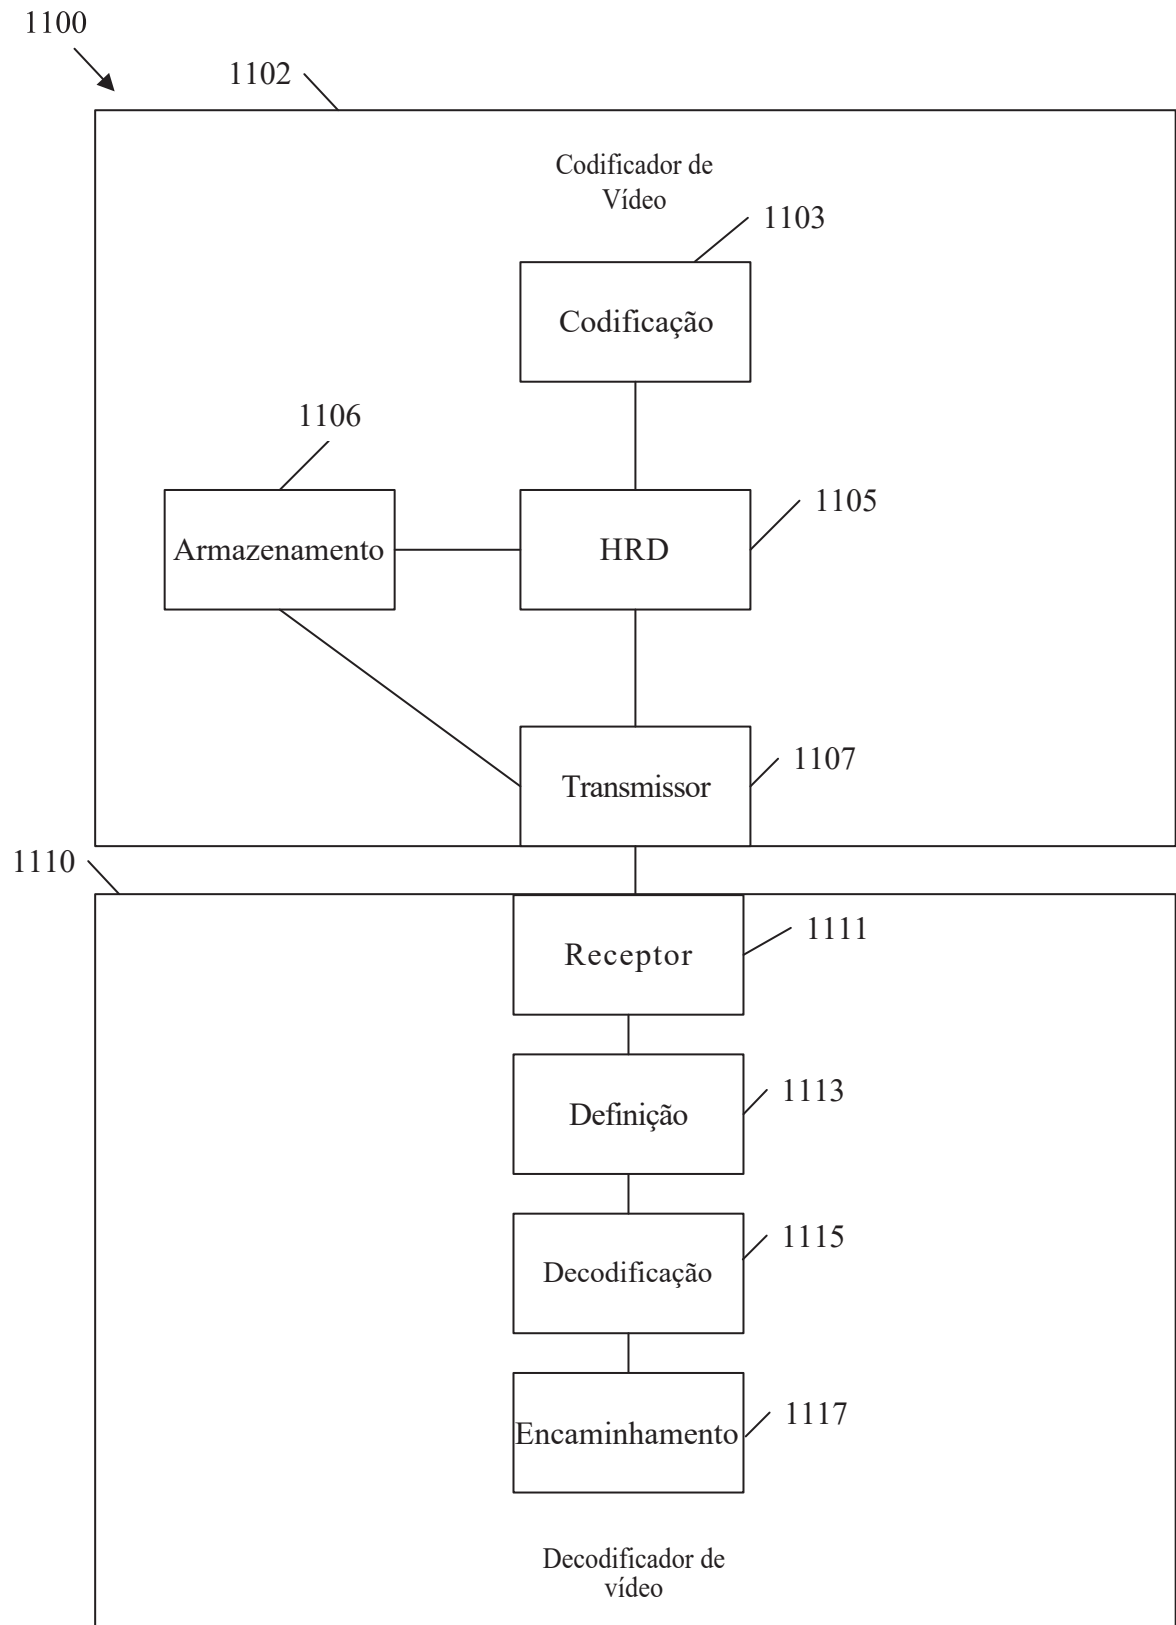 1100
1102
Codificador de
Vídeo
1103
Codificação
1106
Armazenamento
HRD
1105
Transmissor
1107
1110
Receptor
1111
Definição
1113
Decodificação
1115
Encaminhamento
1117
Decodificador de
vídeo